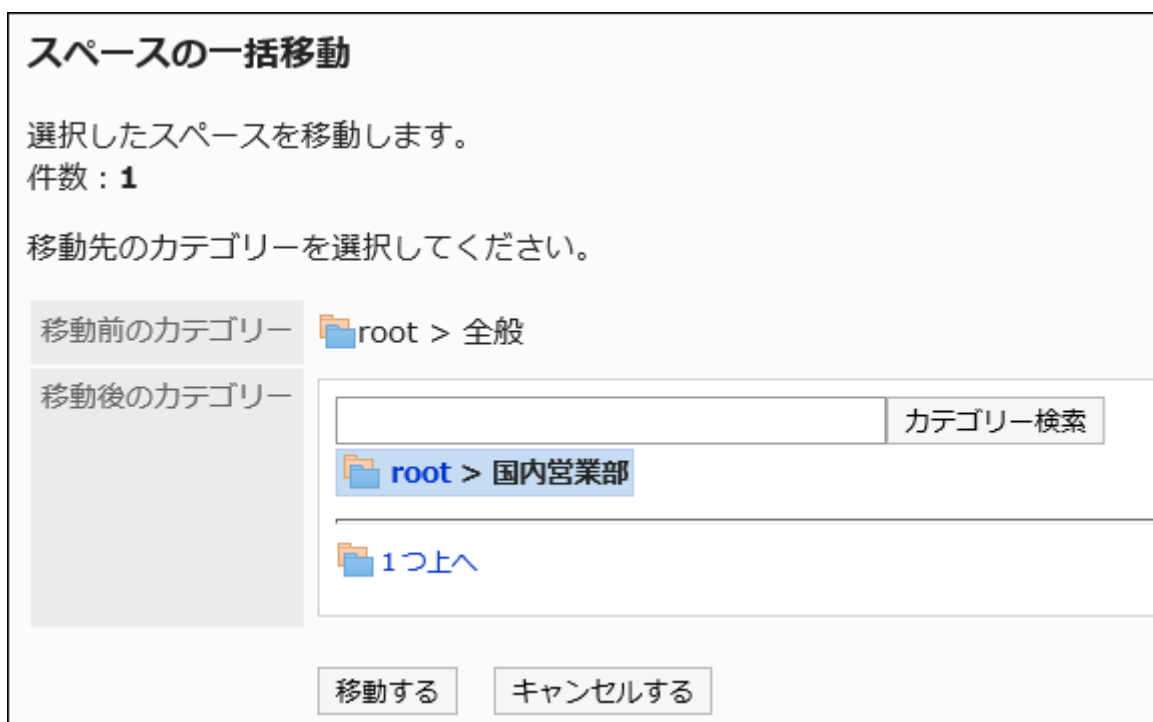 スペースの一括移動
選択したスペースを移動します。
件数：1
移動先のカテゴリーを選択してください。
移動前のカテゴリー root > 全般
移動後のカテゴリー
カテゴリー検索
root > 国内営業部
1つ上へ
移動する キャンセルする